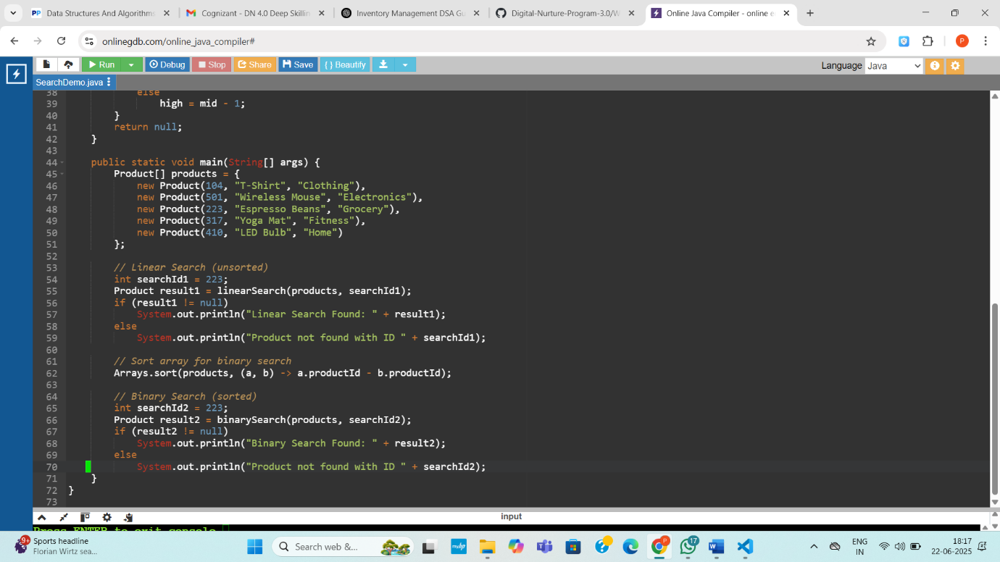 Data Structures And Algorithms
Cognizant - DN 4.0 Deep Skillin
Inventory Management DSA Gu
Digital-Nurture-Program-3.0/W
Online Java Compiler - online e
onlinegdb.com/online_java_compiler#
P
Run
Debug
Stop
Share
Save
{ } Beautify
Language Java
SearchDemo.java
38 else
39 high = mid - 1;
40 }
41 return null;
42 }
43
44 public static void main(String[] args) {
45 Product[] products = {
46 new Product(104, "T-Shirt", "Clothing"),
47 new Product(501, "Wireless Mouse", "Electronics"),
48 new Product(223, "Espresso Beans", "Grocery"),
49 new Product(317, "Yoga Mat", "Fitness"),
50 new Product(410, "LED Bulb", "Home")
51 };
52
53 // Linear Search (unsorted)
54 int searchId1 = 223;
55 Product result1 = linearSearch(products, searchId1);
56 if (result1 != null)
57 System.out.println("Linear Search Found: " + result1);
58 else
59 System.out.println("Product not found with ID " + searchId1);
60
61 // Sort array for binary search
62 Arrays.sort(products, (a, b) -> a.productId - b.productId);
63
64 // Binary Search (sorted)
65 int searchId2 = 223;
66 Product result2 = binarySearch(products, searchId2);
67 if (result2 != null)
68 System.out.println("Binary Search Found: " + result2);
69 else
70 System.out.println("Product not found with ID " + searchId2);
71 }
72 }
73
input
Press ENTER to exit console.
9+
Sports headline
Florian Wirtz sea...
Search web &...
17
ENG
IN
18:17
22-06-2025